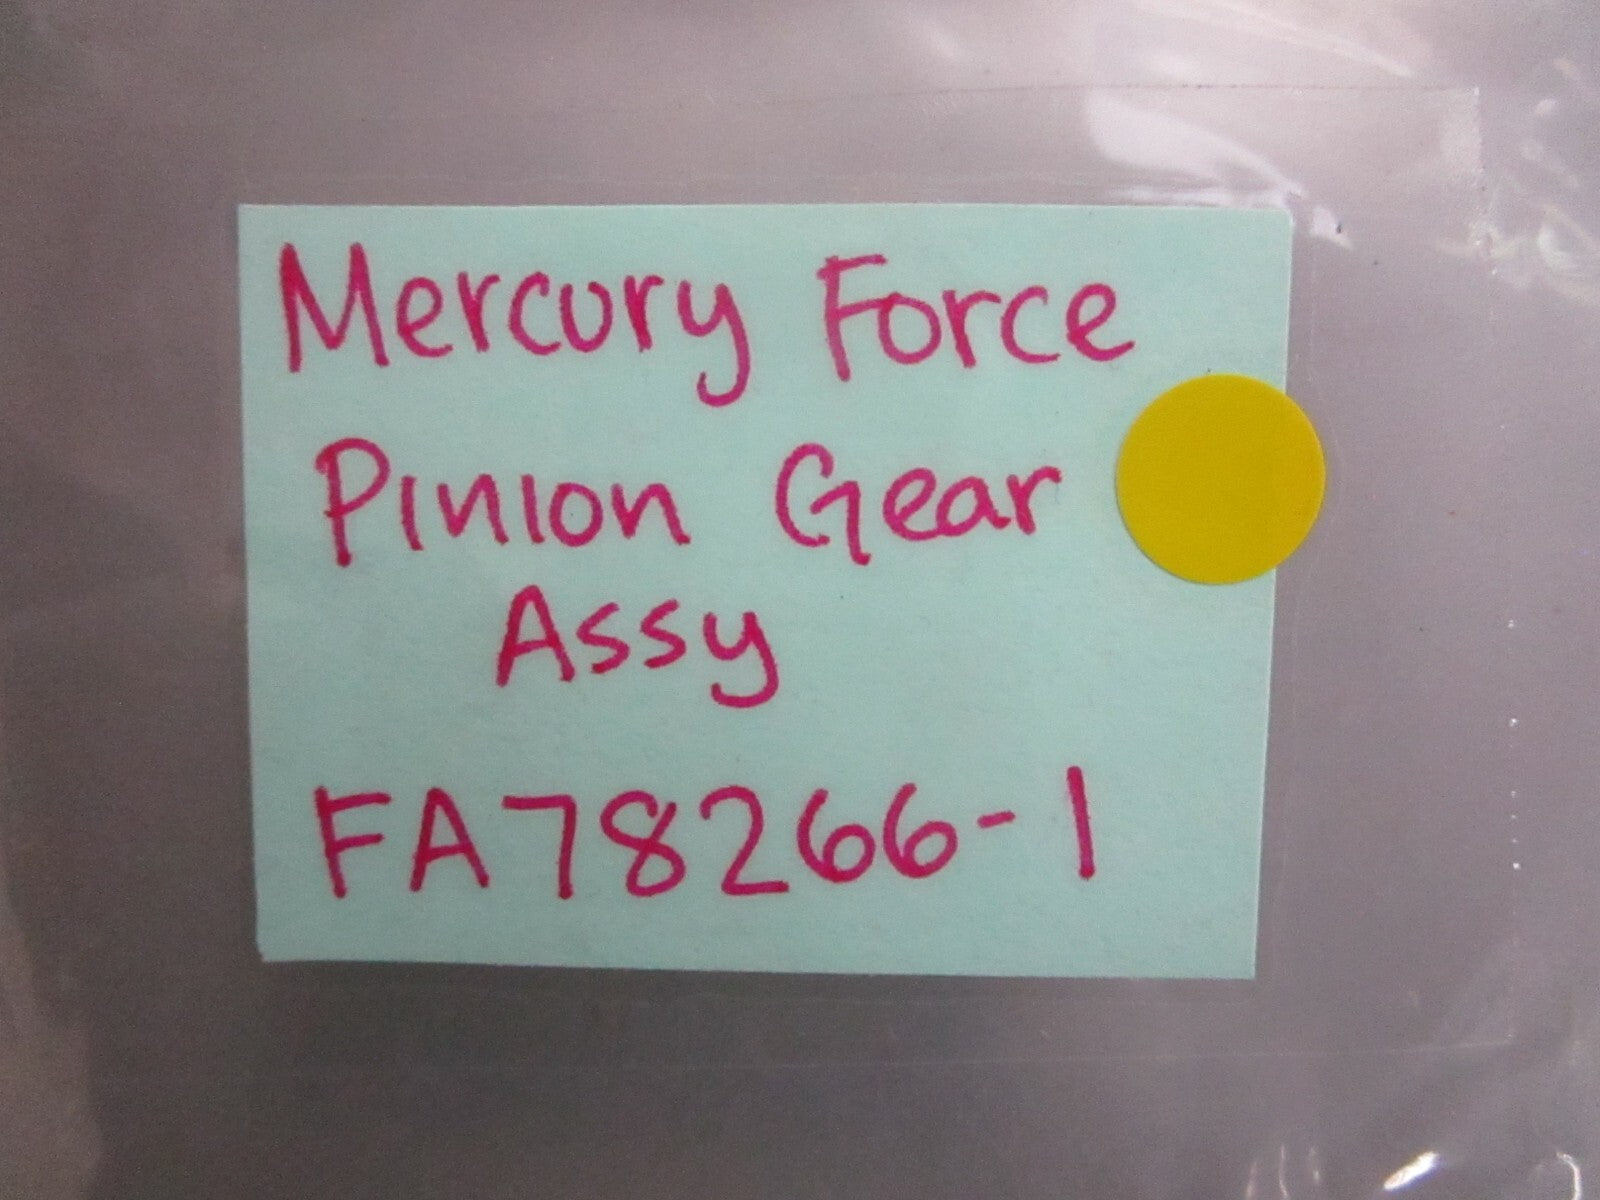 Mercury Force
Pinion Gear
Assy
FA78266-1